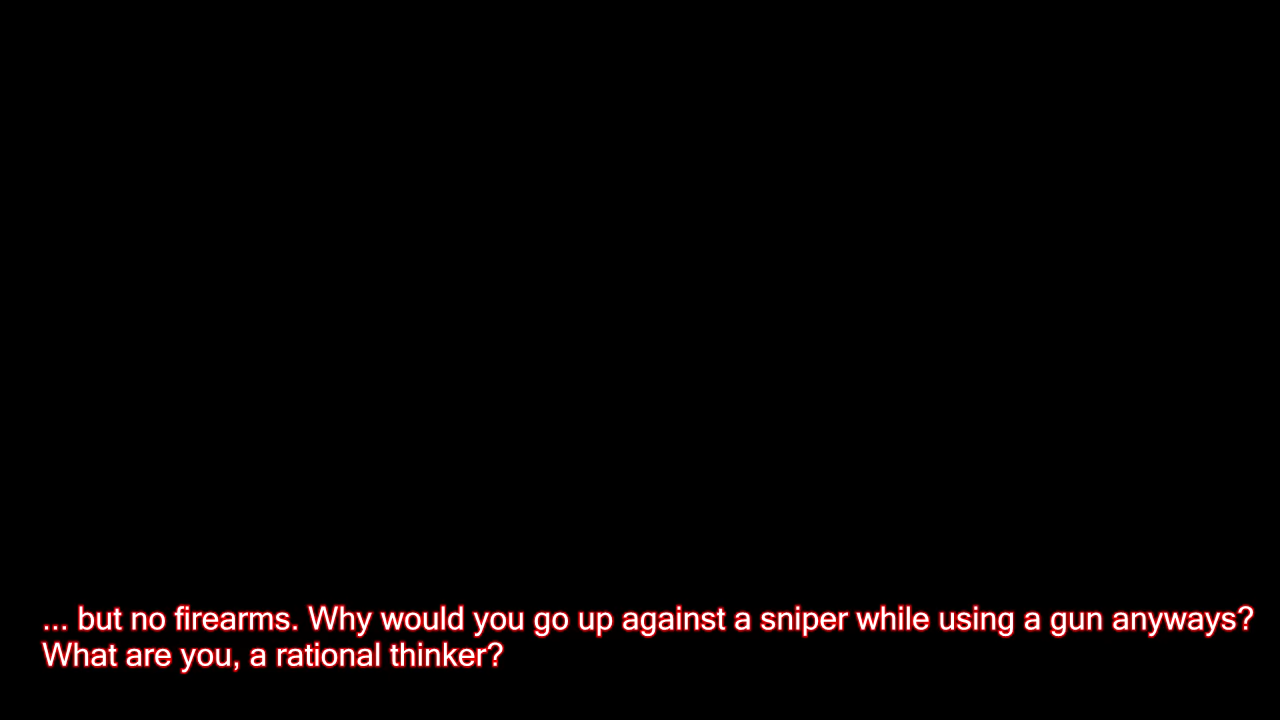 ... but no firearms. Why would you go up against a sniper while using a gun anyways?
What are you, a rational thinker?